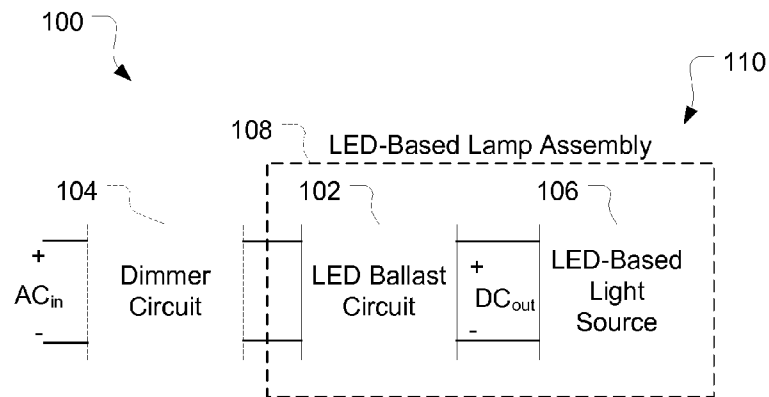 100
110
108
LED-Based Lamp Assembly
104
102
106
+
ACin
-
Dimmer
Circuit
LED Ballast
Circuit
+
DCout
-
LED-Based
Light
Source